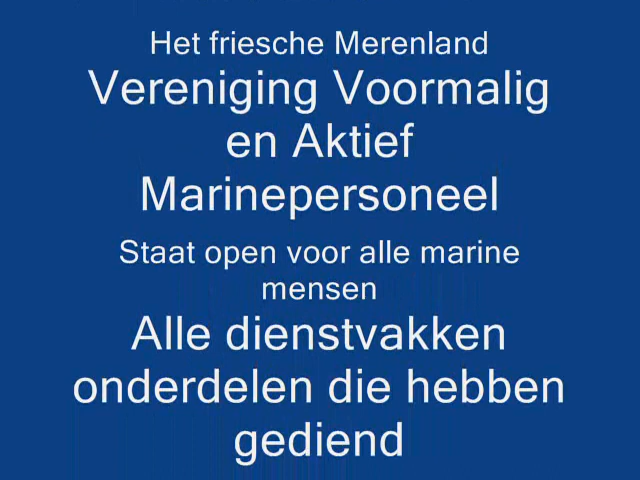 Het friesche Merenland
Vereniging Voormalig
en Aktief
Marinepersoneel
Staat open voor alle marine
mensen
Alle dienstvakken
onderdelen die hebben
gediend